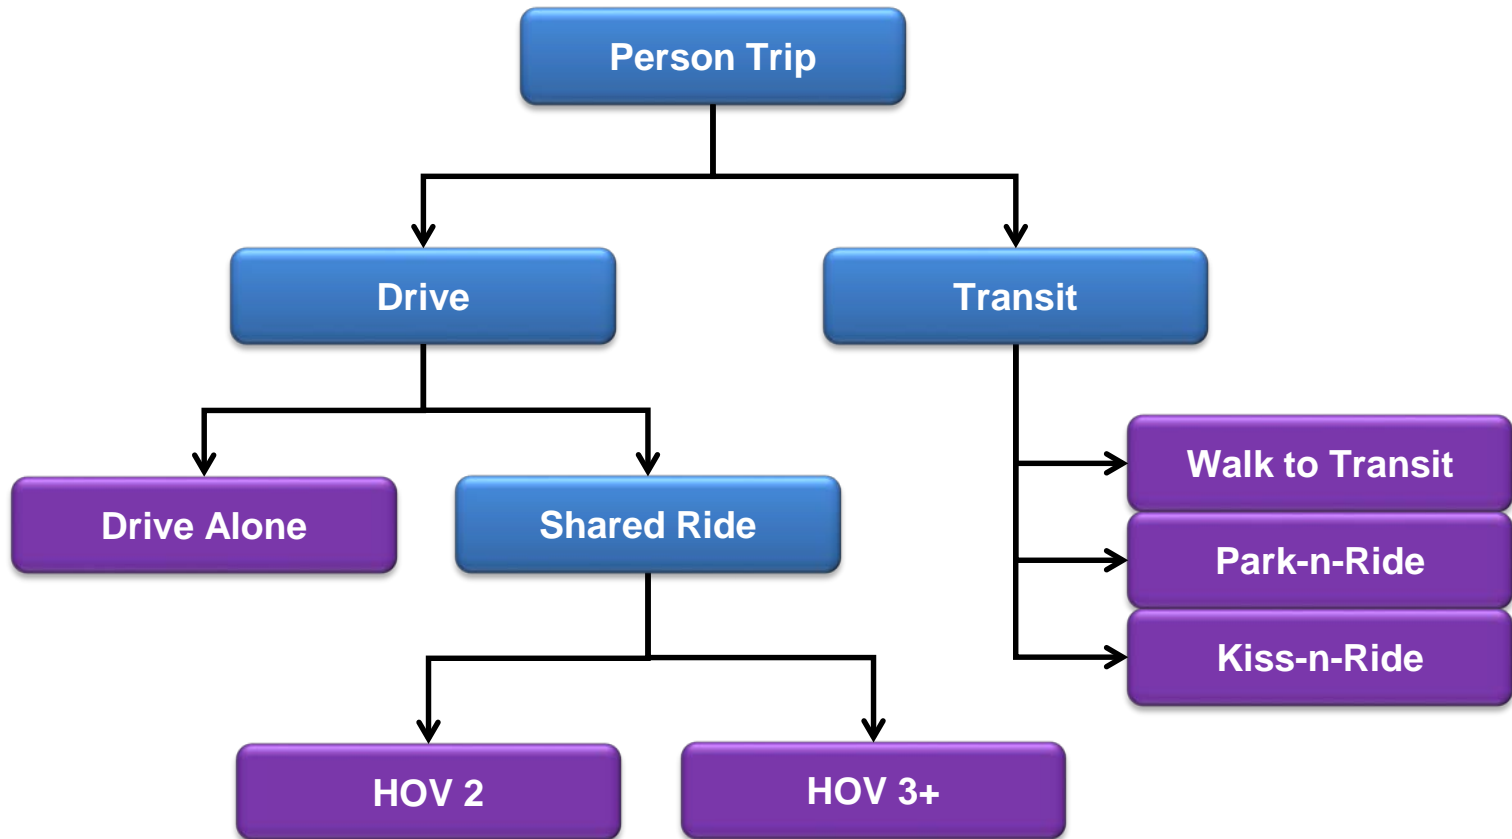 Person Trip
Drive
Transit
Drive Alone
Shared Ride
Walk to Transit
Park-n-Ride
Kiss-n-Ride
HOV 2
HOV 3+